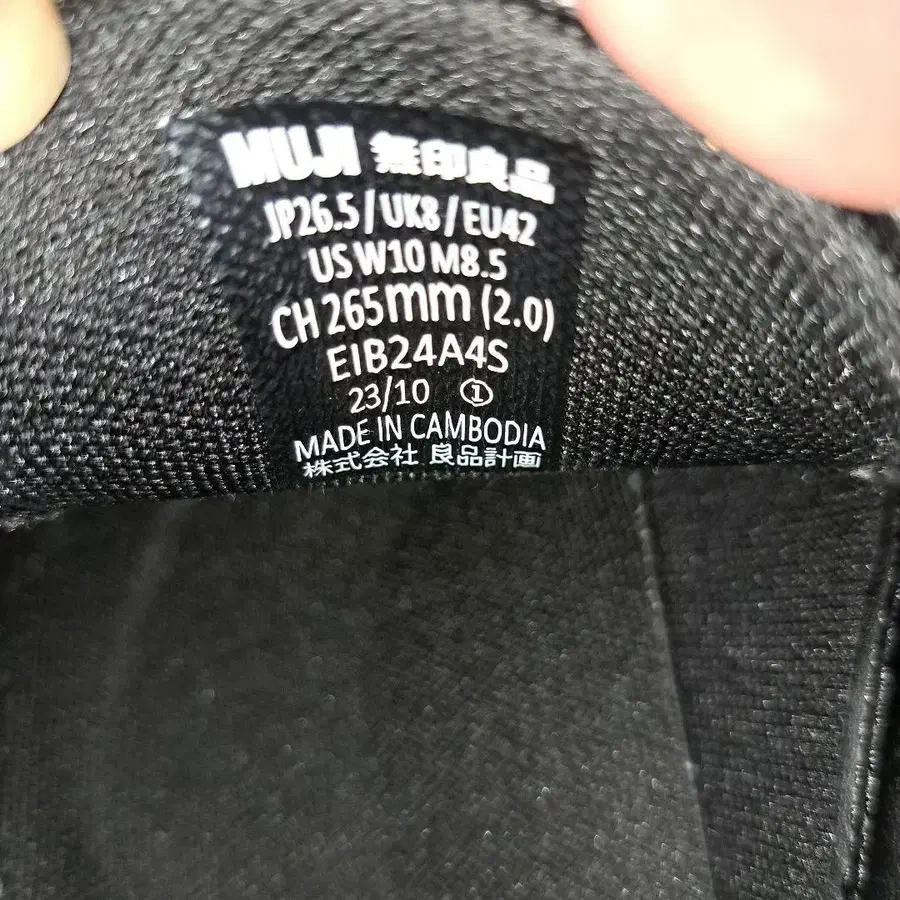 MUJI 無印良品
JP26.5/UK8/EU42
US W10 M8.5
CH 265mm (2.0)
EIB24A4S
23/10 ①
MADE IN CAMBODIA
株式会社 良品計画